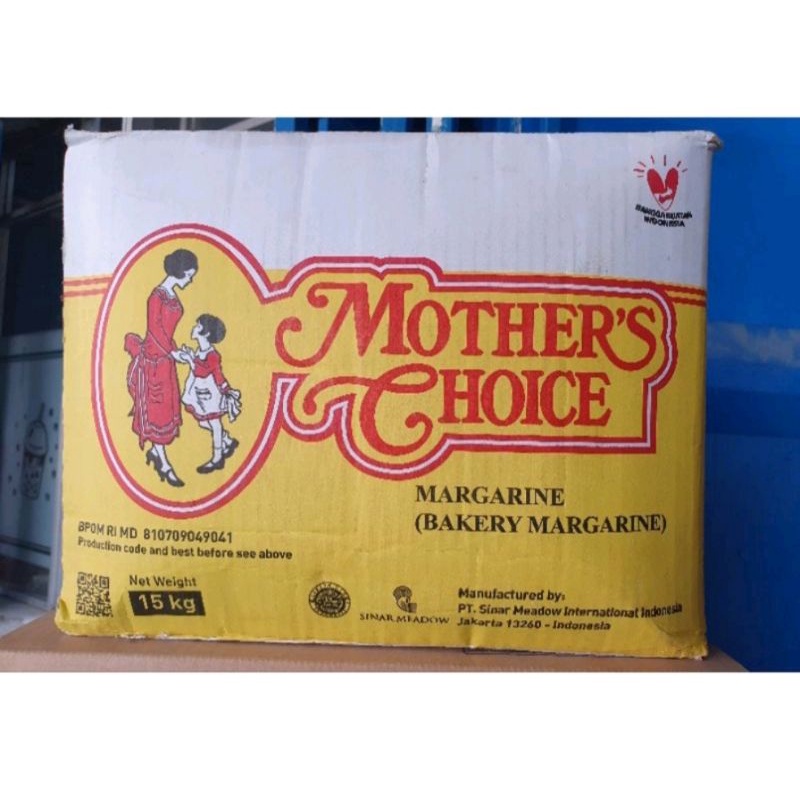 MOTHER'S
CHOICE
MARGARINE
(BAKERY MARGARINE)
BPOM RI MD 810709049041
Production code and best before see above
Net Weight
15 kg
SINAR MEADOW
Manufactured by:
PT. Sinar Meadow International Indonesia
Jakarta 13260 - Indonesia